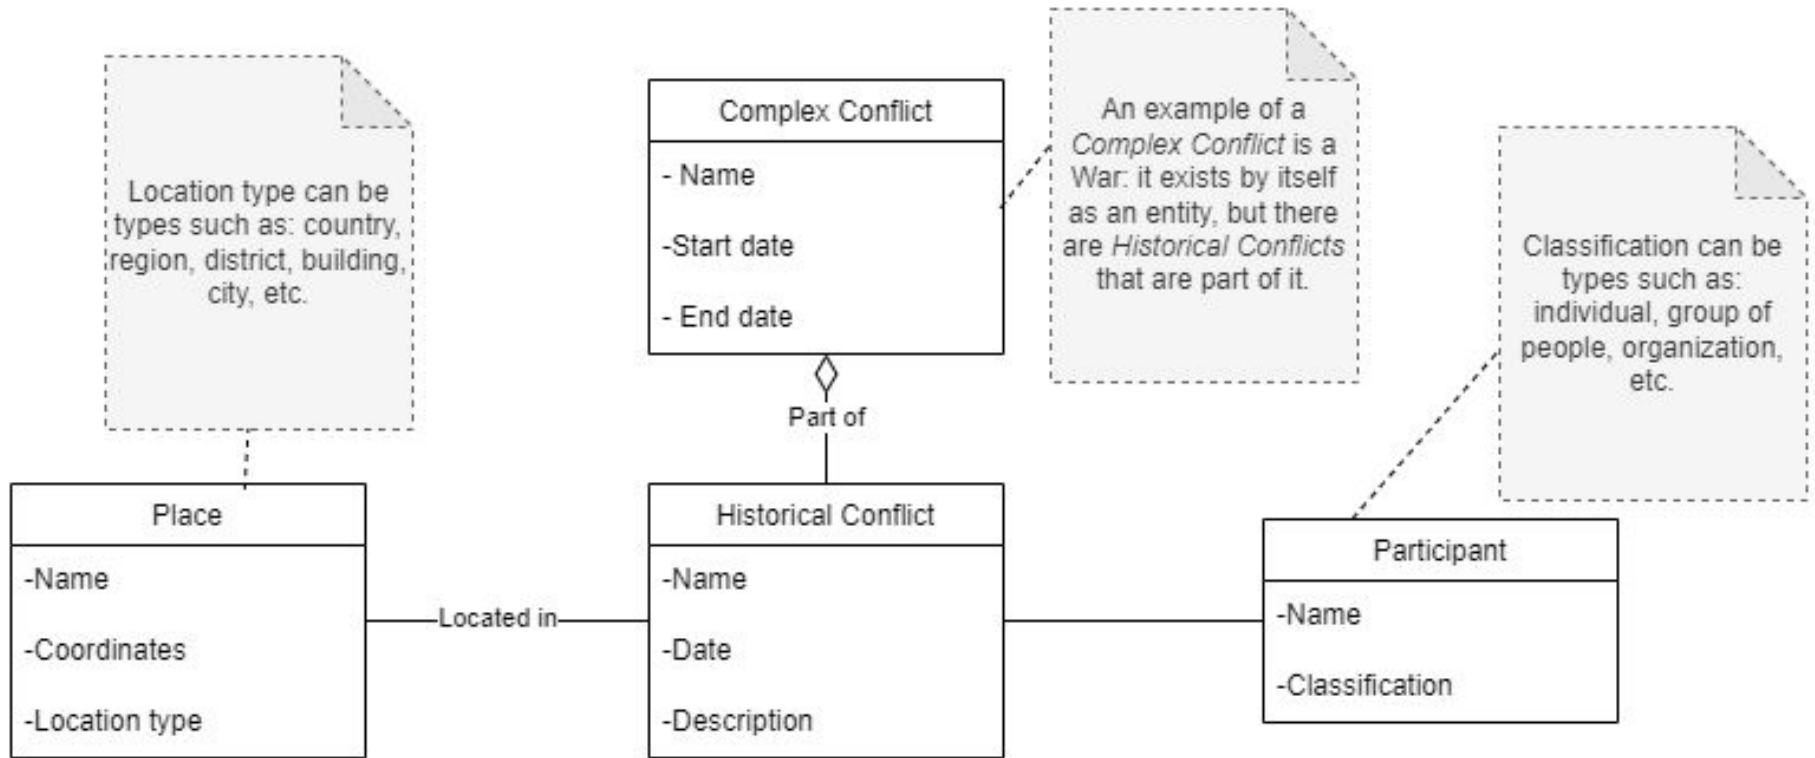 Location type can be
types such as: country,
region, district, building,
city, etc.
Complex Conflict
- Name
-Start date
- End date
An example of a
Complex Conflict is a
War: it exists by itself
as an entity, but there
are Historical Conflicts
that are part of it.
Classification can be
types such as:
individual, group of
people, organization,
etc.
Part of
Place
-Name
-Coordinates
-Location type
Located in
Historical Conflict
-Name
-Date
-Description
Participant
-Name
-Classification